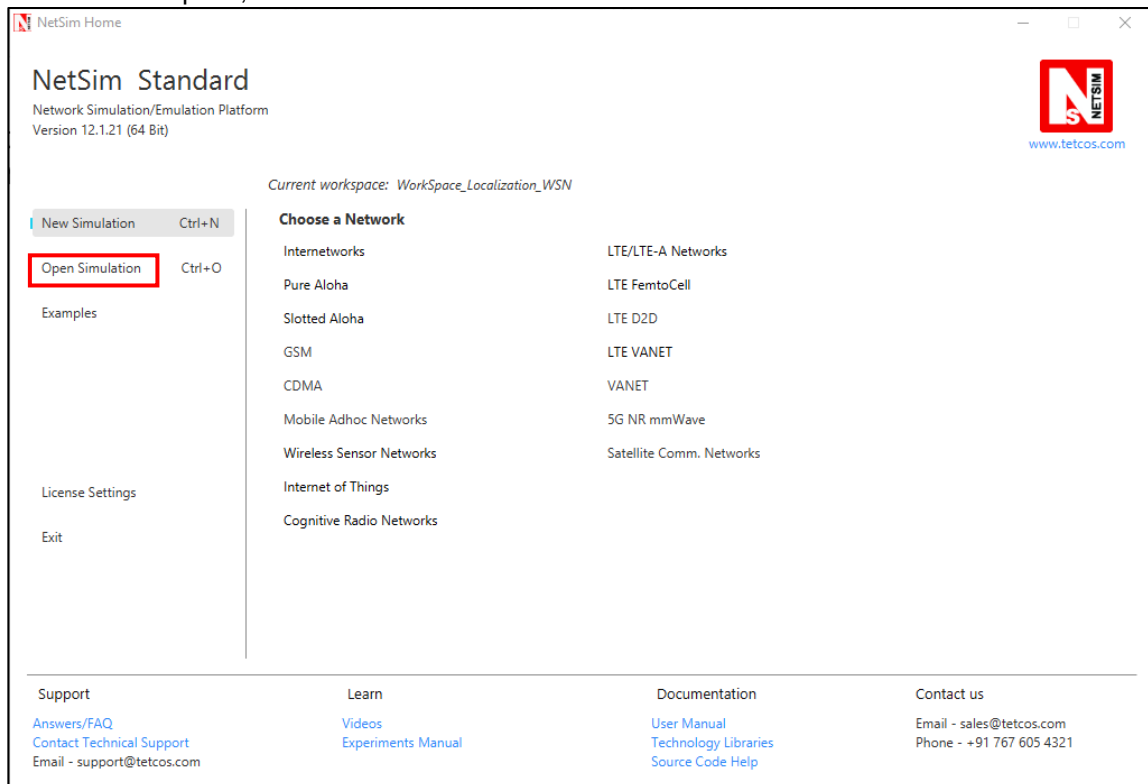 NetSim Home
NetSim Standard
Network Simulation/Emulation Platform
Version 12.1.21 (64 Bit)
NETSIM
www.tetcos.com
Current workspace: WorkSpace_Localization_WSN
New Simulation Ctrl+N
Open Simulation Ctrl+O
Examples
License Settings
Exit
Choose a Network
Internetworks
Pure Aloha
Slotted Aloha
GSM
CDMA
Mobile Adhoc Networks
Wireless Sensor Networks
Internet of Things
Cognitive Radio Networks
LTE/LTE-A Networks
LTE FemtoCell
LTE D2D
LTE VANET
VANET
5G NR mmWave
Satellite Comm. Networks
Support
Answers/FAQ
Contact Technical Support
Email - support@tetcos.com
Learn
Videos
Experiments Manual
Documentation
User Manual
Technology Libraries
Source Code Help
Contact us
Email - sales@tetcos.com
Phone - +91 767 605 4321